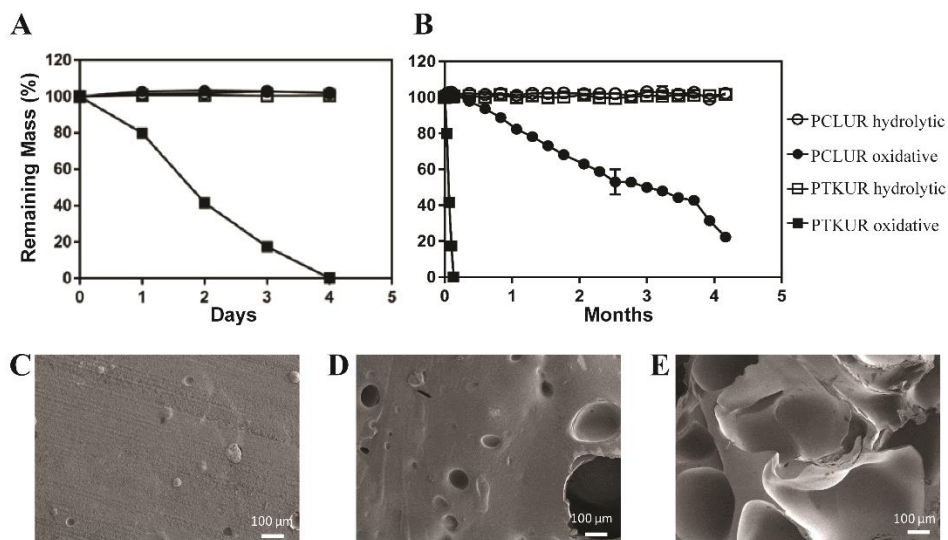 A
B
120
100
80
60
40
20
0
Remaining Mass (%)
0 1 2 3 4 5
Days
120
100
80
60
40
20
0
0 1 2 3 4 5
Months
PCLUR hydrolytic
PCLUR oxidative
PTKUR hydrolytic
PTKUR oxidative
C
D
E
100 µm
100 µm
100 µm